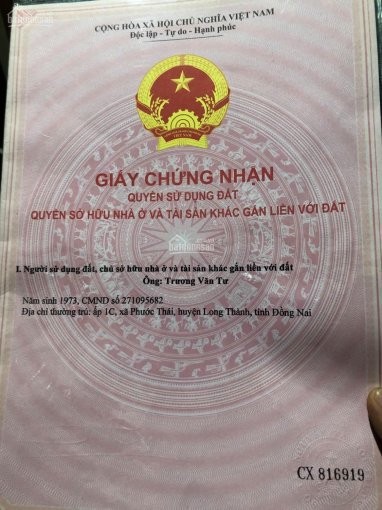 CỘNG HÒA XÃ HỘI CHỦ NGHĨA VIỆT NAM
Độc lập - Tự do - Hạnh phúc
VIỆT NAM
GIẤY CHỨNG NHẬN
QUYỀN SỬ DỤNG ĐẤT
QUYỀN SỞ HỮU NHÀ Ở VÀ TÀI SẢN KHÁC GẮN LIỀN VỚI ĐẤT
I. Người sử dụng đất, chủ sở hữu nhà ở và tài sản khác gắn liền với đất
Ông: Trương Văn Tư
Năm sinh 1973, CMND số 271095682
Địa chỉ thường trú: ấp 1C, xã Phước Thái, huyện Long Thành, tỉnh Đồng Nai
CX 816919